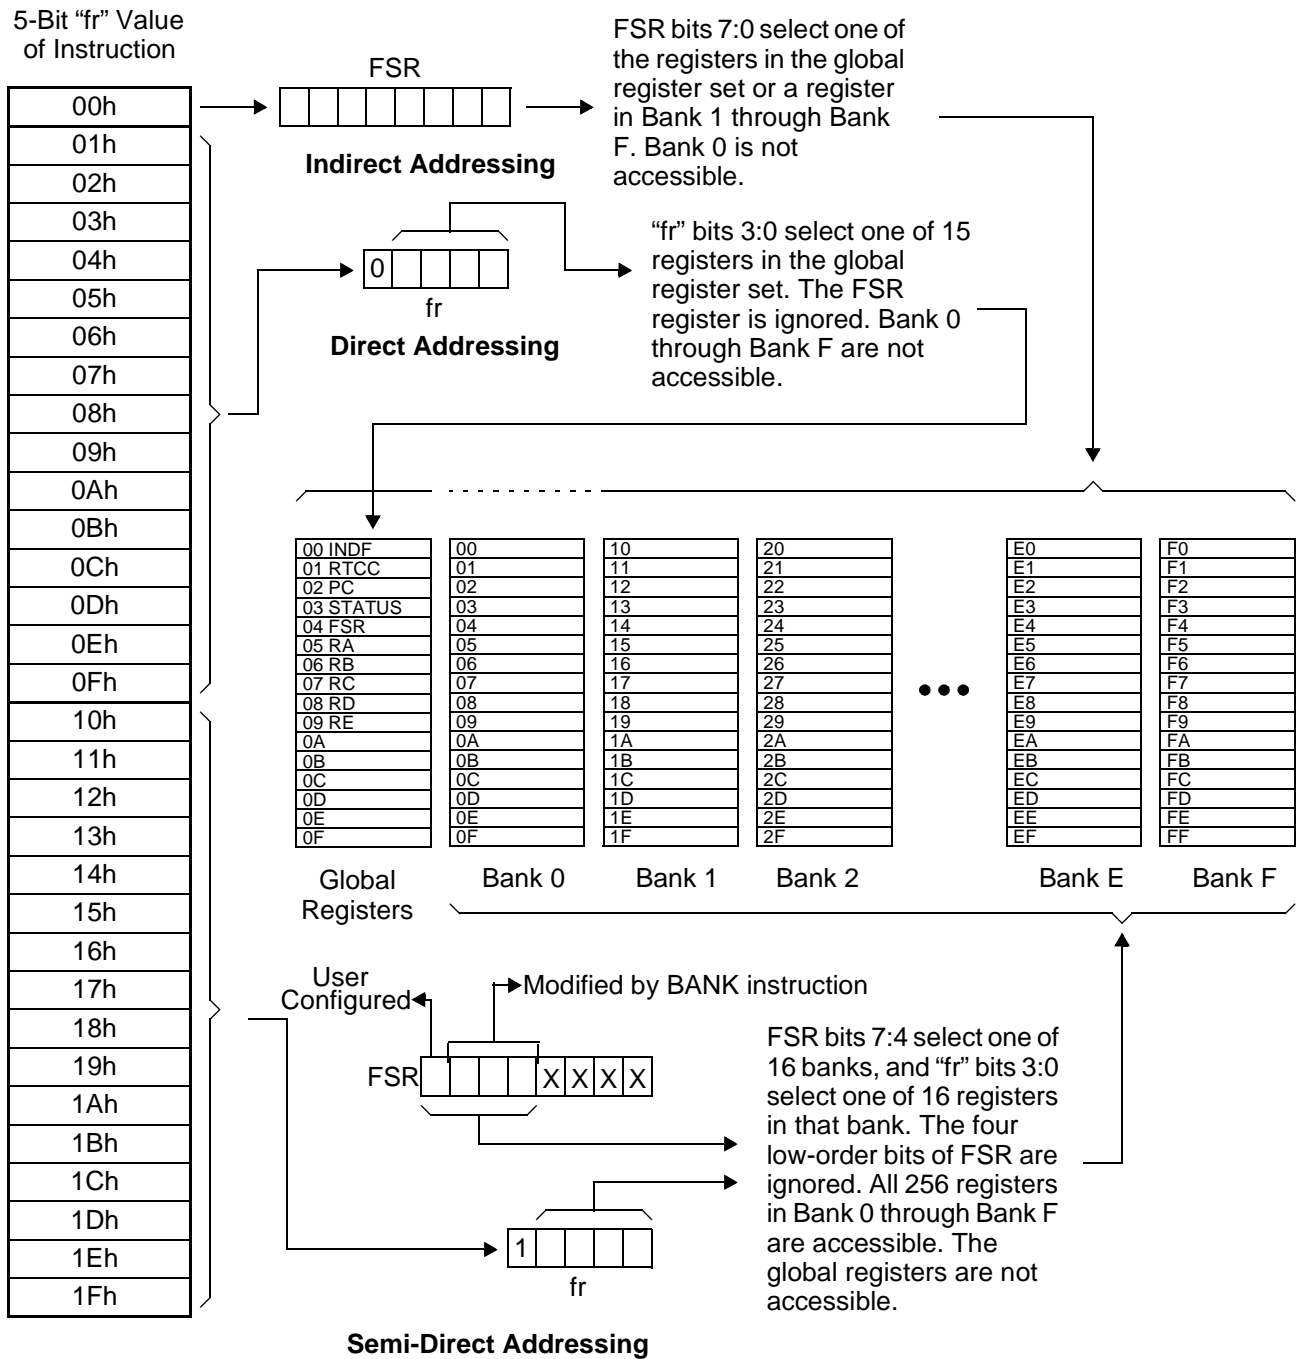 5-Bit “fr” Value
of Instruction
00h
01h
02h
03h
04h
05h
06h
07h
08h
09h
0Ah
0Bh
0Ch
0Dh
0Eh
0Fh
10h
11h
12h
13h
14h
15h
16h
17h
18h
19h
1Ah
1Bh
1Ch
1Dh
1Eh
1Fh
FSR
Indirect Addressing
FSR bits 7:0 select one of
the registers in the global
register set or a register
in Bank 1 through Bank
F. Bank 0 is not
accessible.
0
fr
Direct Addressing
“fr” bits 3:0 select one of 15
registers in the global
register set. The FSR
register is ignored. Bank 0
through Bank F are not
accessible.
00 INDF
01 RTCC
02 PC
03 STATUS
04 FSR
05 RA
06 RB
07 RC
08 RD
09 RE
0A
0B
0C
0D
0E
0F
Global
Registers
00
01
02
03
04
05
06
07
08
09
0A
0B
0C
0D
0E
0F
Bank 0
10
11
12
13
14
15
16
17
18
19
1A
1B
1C
1D
1E
1F
Bank 1
20
21
22
23
24
25
26
27
28
29
2A
2B
2C
2D
2E
2F
Bank 2
E0
E1
E2
E3
E4
E5
E6
E7
E8
E9
EA
EB
EC
ED
EE
EF
Bank E
F0
F1
F2
F3
F4
F5
F6
F7
F8
F9
FA
FB
FC
FD
FE
FF
Bank F
User
Configured
Modified by BANK instruction
FSR
X X X X
1
fr
Semi-Direct Addressing
FSR bits 7:4 select one of
16 banks, and “fr” bits 3:0
select one of 16 registers
in that bank. The four
low-order bits of FSR are
ignored. All 256 registers
in Bank 0 through Bank F
are accessible. The
global registers are not
accessible.